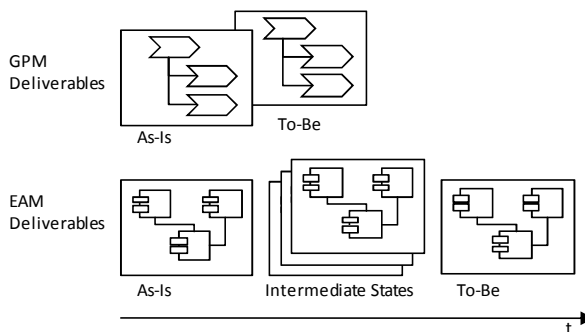 GPM
Deliverables
To-Be
As-Is
EAM
Deliverables
As-Is
Intermediate States
To-Be
t